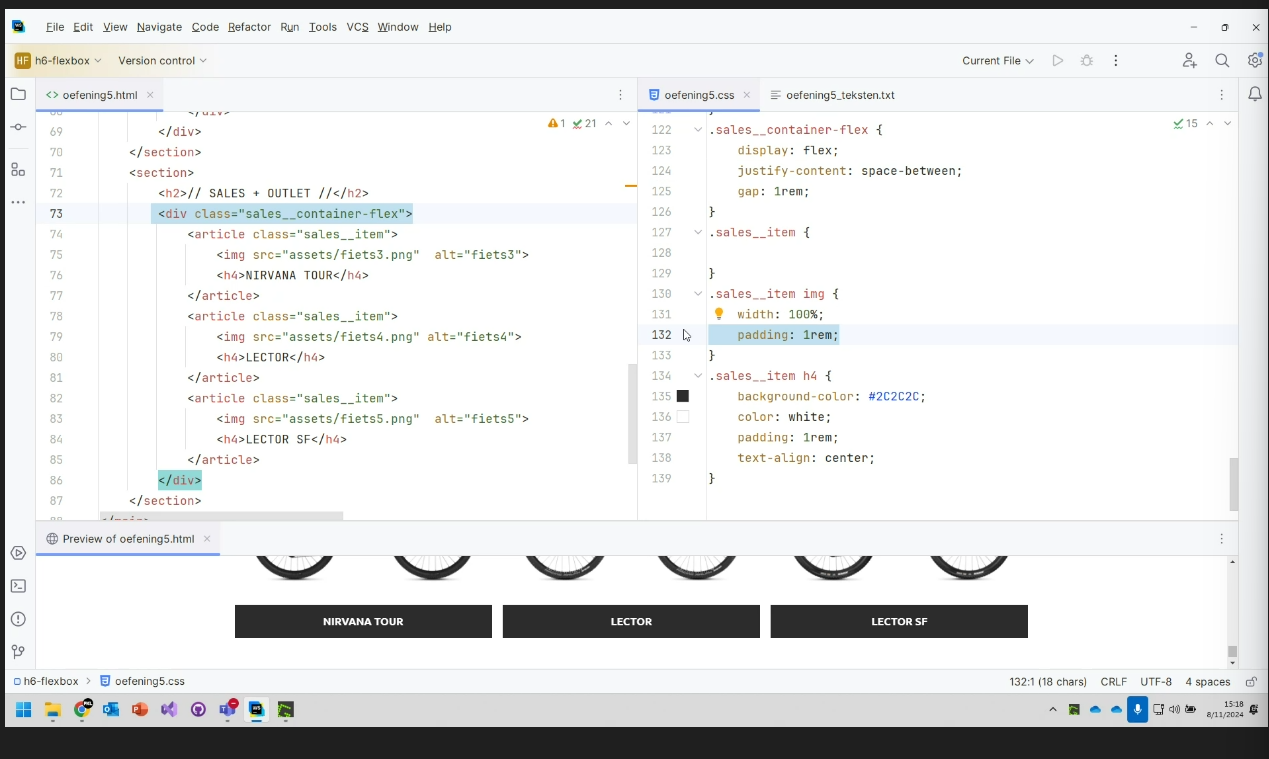 File Edit View Navigate Code Refactor Run Tools VCS Window Help
HF h6-flexbox Version control Current File
oefening5.html
oefening5.css oefening5_teksten.txt
1 21
15
69 </div>
70 </section>
71 <section>
72 <h2>// SALES + OUTLET //</h2>
73 <div class="sales__container-flex">
74 <article class="sales__item">
75 <img src="assets/fiets3.png" alt="fiets3">
76 <h4>NIRVANA TOUR</h4>
77 </article>
78 <article class="sales__item">
79 <img src="assets/fiets4.png" alt="fiets4">
80 <h4>LECTOR</h4>
81 </article>
82 <article class="sales__item">
83 <img src="assets/fiets5.png" alt="fiets5">
84 <h4>LECTOR SF</h4>
85 </article>
86 </div>
87 </section>
122 .sales__container-flex {
123 display: flex;
124 justify-content: space-between;
125 gap: 1rem;
126 }
127 .sales__item {
128
129 }
130 .sales__item img {
131 width: 100%;
132 padding: 1rem;
133 }
134 .sales__item h4 {
135 background-color: #2C2C2C;
136 color: white;
137 padding: 1rem;
138 text-align: center;
139 }
Preview of oefening5.html
NIRVANA TOUR LECTOR LECTOR SF
h6-flexbox > oefening5.css 132:1 (18 chars) CRLF UTF-8 4 spaces
15:18
8/11/2024